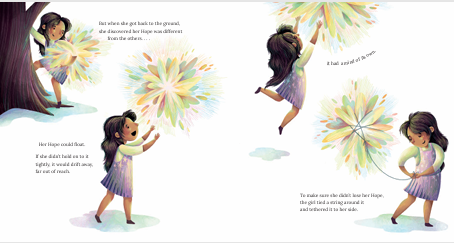 But when she got back to the ground,
she discovered her Hope was different
from the others. . . .
Her Hope could float.
If she didn't hold on to it
tightly, it would drift away,
far out of reach.
It had a mind of its own.
To make sure she didn't lose her Hope,
the girl tied a string around it
and tethered it to her side.